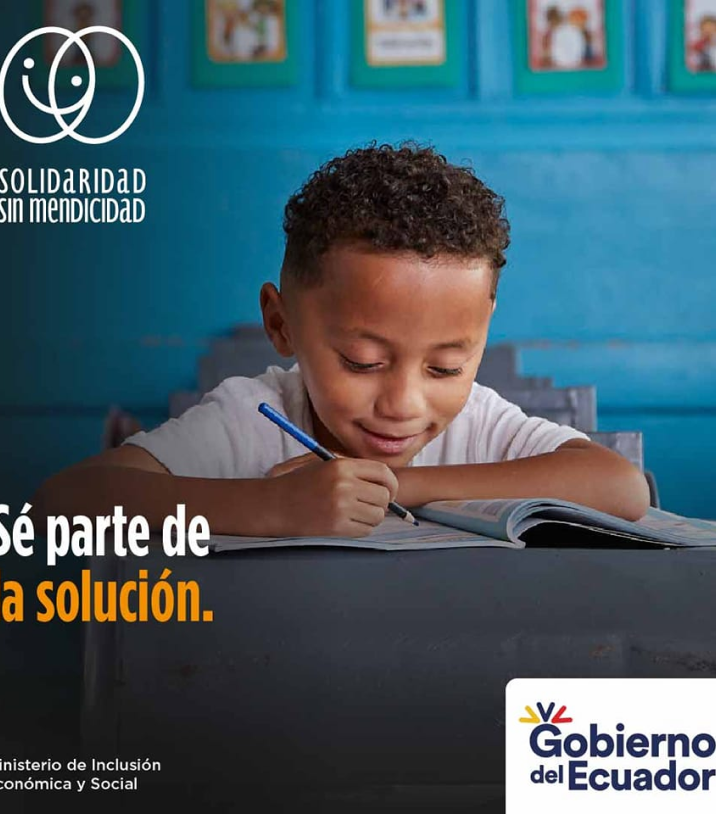 SOLIDARIDAD
SIN MENDICIDAD
Sé parte de
a solución.
inisterio de Inclusión
conómica y Social
Gobierno
del Ecuador